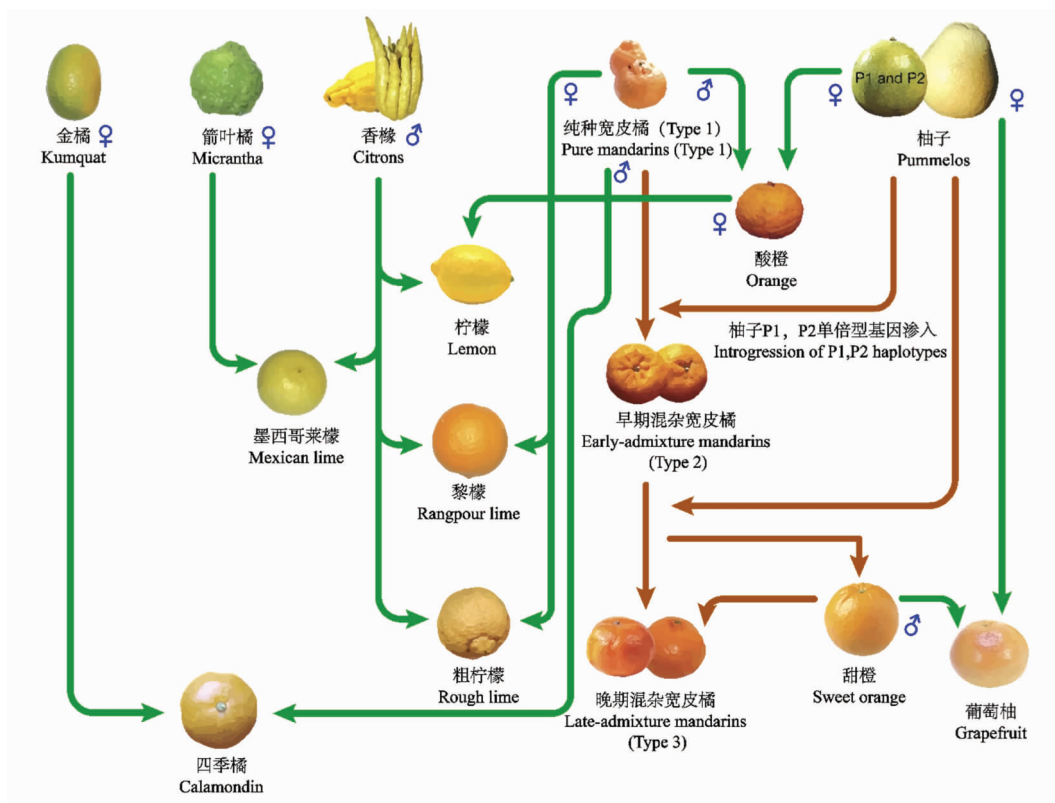 金橘 ♀
Kumquat
箭叶橘 ♀
Micrantha
香橼 ♂
Citrons
♀
♂
纯种宽皮橘 (Type 1)
Pure mandarins (Type 1)
♂
♀
P1 and P2
♀
柚子
Pummelos
♀
酸橙
Orange
柠檬
Lemon
柚子P1，P2单倍型基因渗入
Introgression of P1,P2 haplotypes
墨西哥莱檬
Mexican lime
早期混杂宽皮橘
Early-admixture mandarins
(Type 2)
黎檬
Rangpour lime
粗柠檬
Rough lime
晚期混杂宽皮橘
Late-admixture mandarins
(Type 3)
♂
甜橙
Sweet orange
葡萄柚
Grapefruit
四季橘
Calamondin